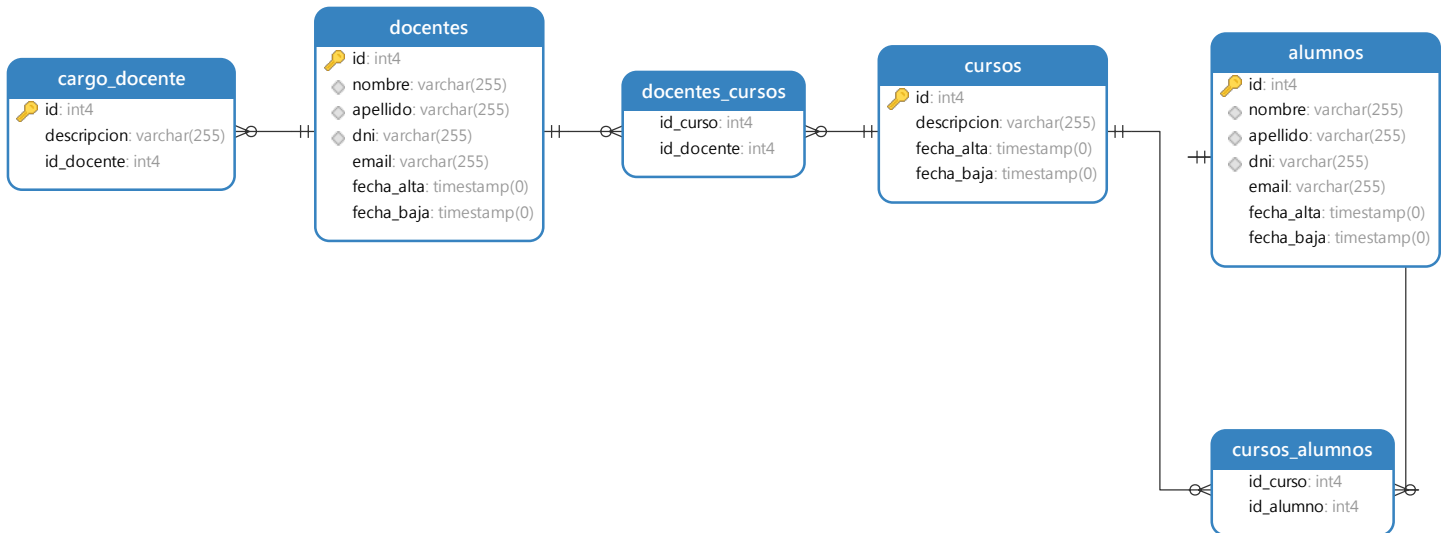 cargo_docente
id: int4
descripcion: varchar(255)
id_docente: int4
docentes
id: int4
nombre: varchar(255)
apellido: varchar(255)
dni: varchar(255)
email: varchar(255)
fecha_alta: timestamp(0)
fecha_baja: timestamp(0)
docentes_cursos
id_curso: int4
id_docente: int4
cursos
id: int4
descripcion: varchar(255)
fecha_alta: timestamp(0)
fecha_baja: timestamp(0)
alumnos
id: int4
nombre: varchar(255)
apellido: varchar(255)
dni: varchar(255)
email: varchar(255)
fecha_alta: timestamp(0)
fecha_baja: timestamp(0)
cursos_alumnos
id_curso: int4
id_alumno: int4